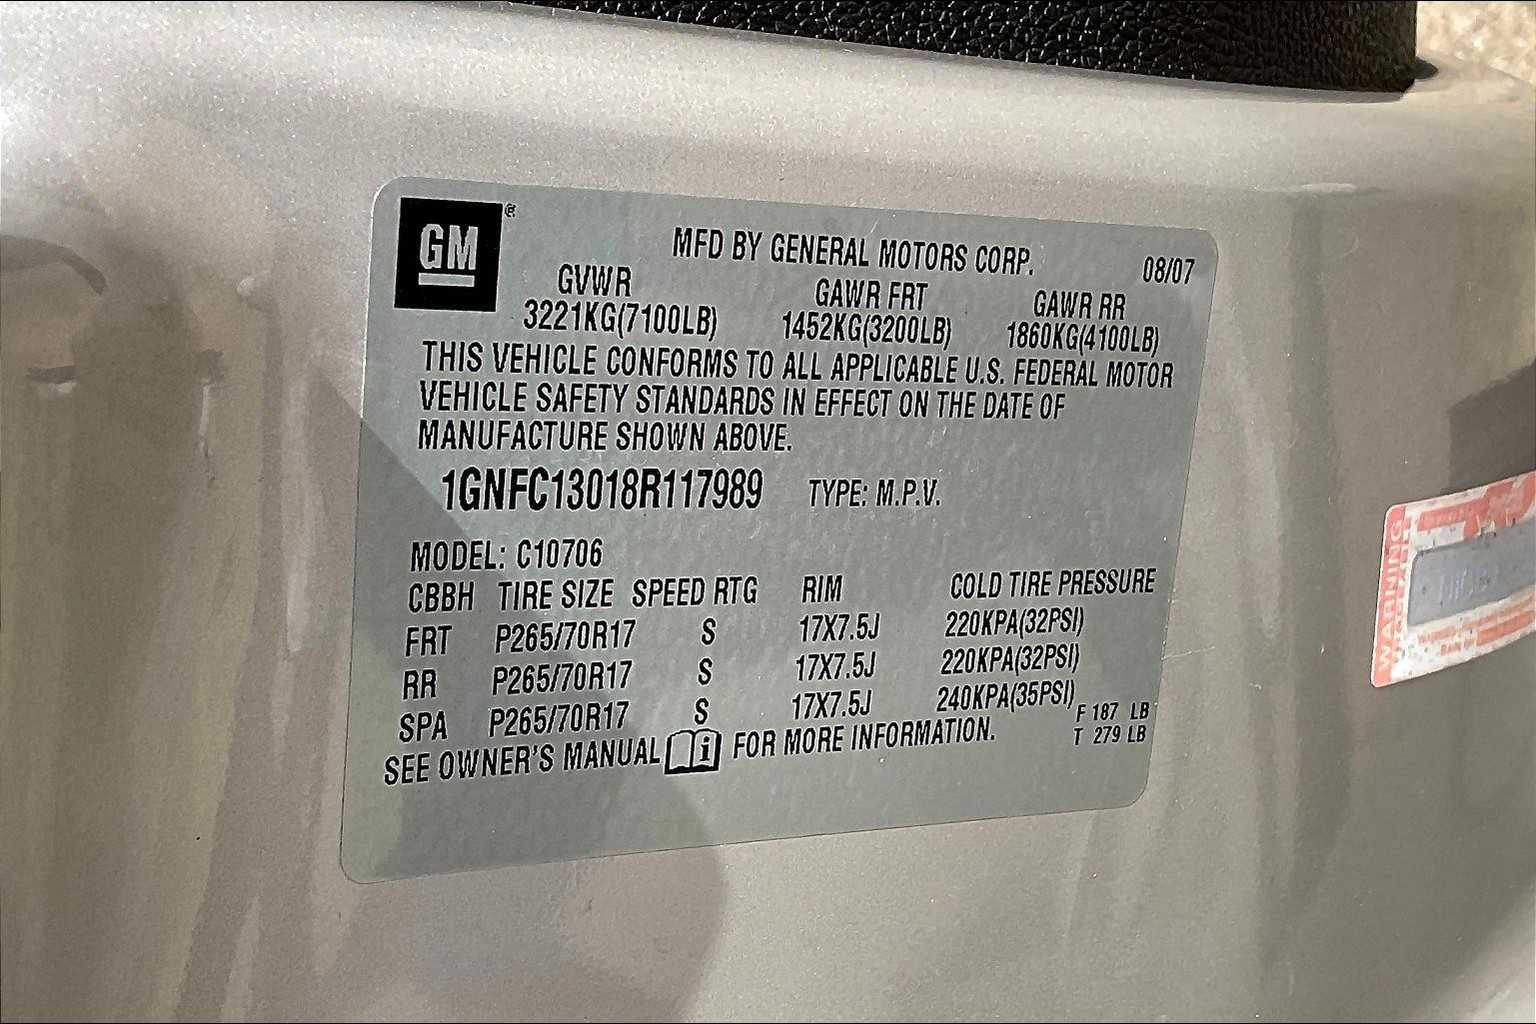 GM ®
MFD BY GENERAL MOTORS CORP. 08/07
GVWR GAWR FRT GAWR RR
3221KG(7100LB) 1452KG(3200LB) 1860KG(4100LB)
THIS VEHICLE CONFORMS TO ALL APPLICABLE U.S. FEDERAL MOTOR
VEHICLE SAFETY STANDARDS IN EFFECT ON THE DATE OF
MANUFACTURE SHOWN ABOVE.
1GNFC13018R117989 TYPE: M.P.V.
MODEL: C10706
CBBH TIRE SIZE SPEED RTG RIM COLD TIRE PRESSURE
FRT P265/70R17 S 17X7.5J 220KPA(32PSI)
RR P265/70R17 S 17X7.5J 220KPA(32PSI)
SPA P265/70R17 S 17X7.5J 240KPA(35PSI)
F 187 LB
T 279 LB
SEE OWNER'S MANUAL i FOR MORE INFORMATION.
WARNING